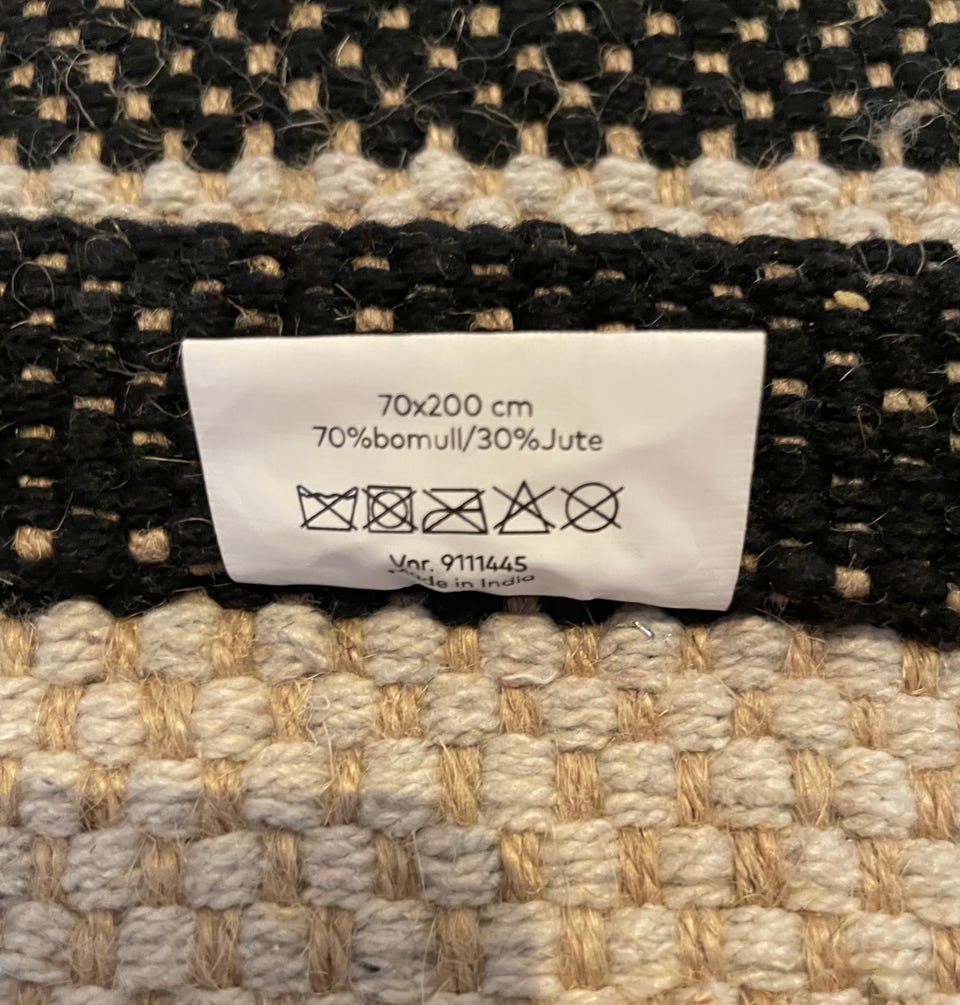 70x200 cm
70%bomull/30%Jute
Vnr. 9111445
Made in India